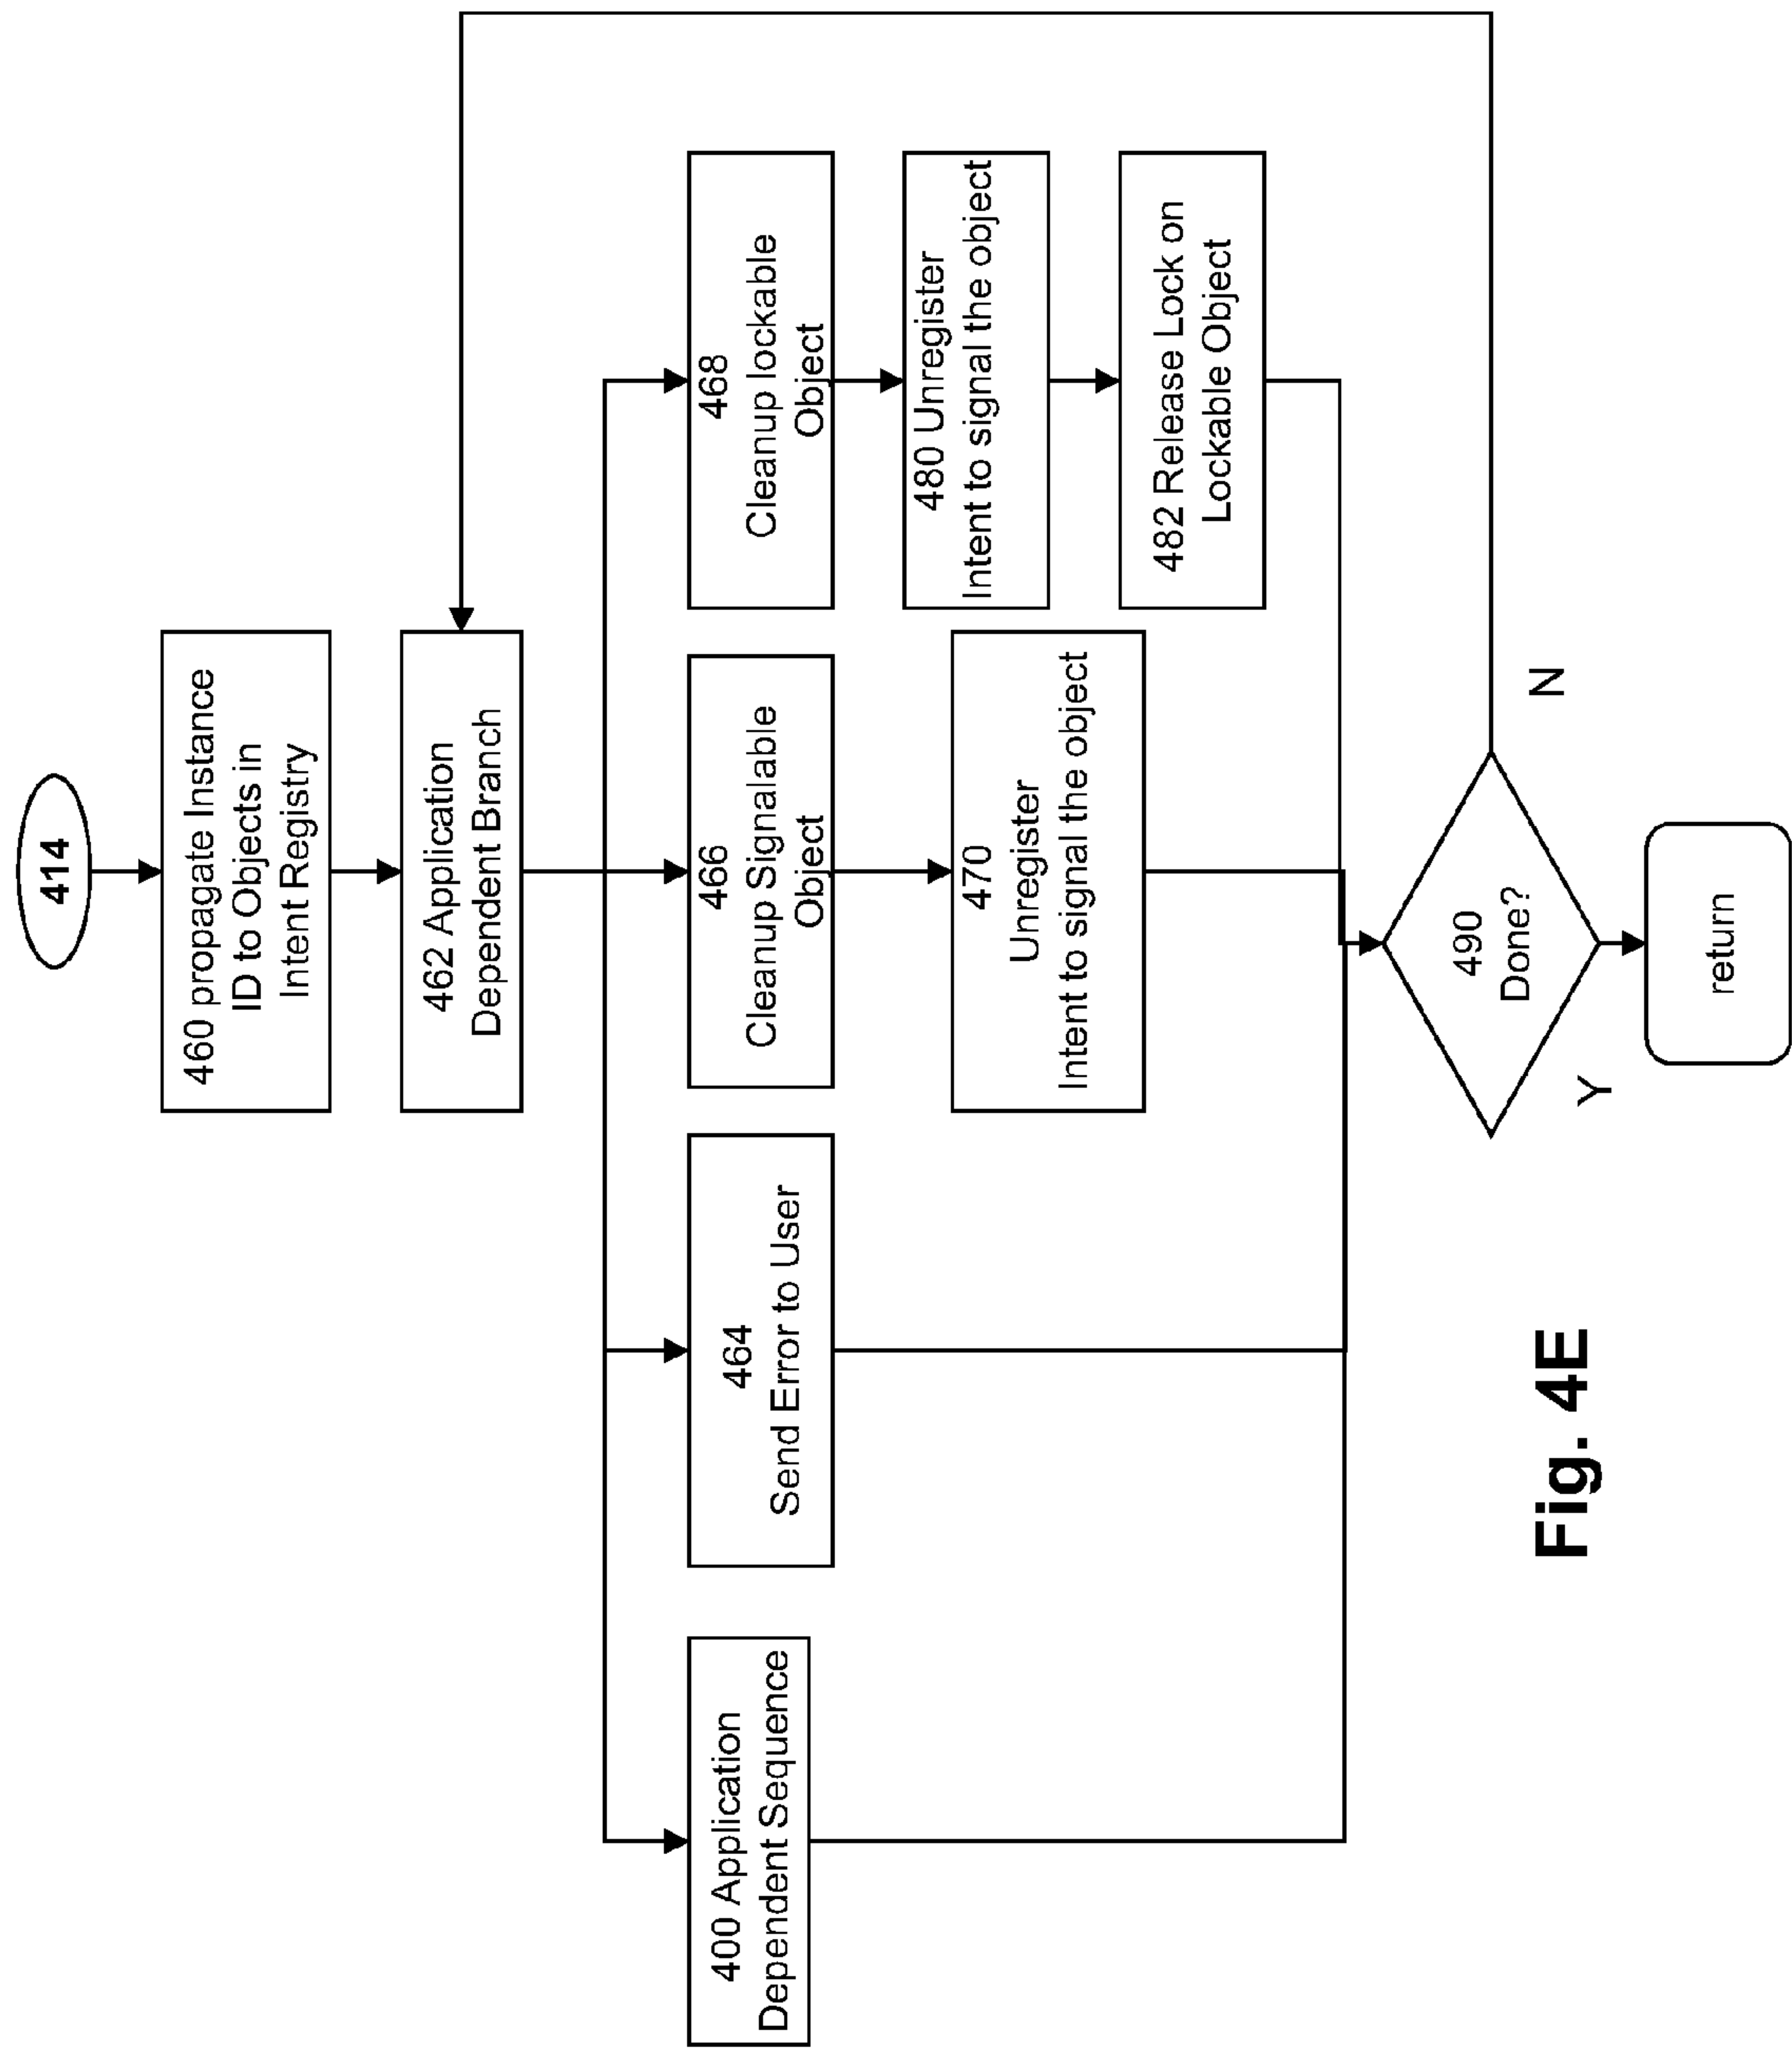 414
460 propagate Instance
ID to Objects in
Intent Registry
462 Application
Dependent Branch
400 Application
Dependent Sequence
464
Send Error to User
466
Cleanup Signalable
Object
468
Cleanup lockable
Object
470
Unregister
Intent to signal the object
480 Unregister
Intent to signal the object
482 Release Lock on
Lockable Object
490
Done?
Y
N
return
Fig. 4E